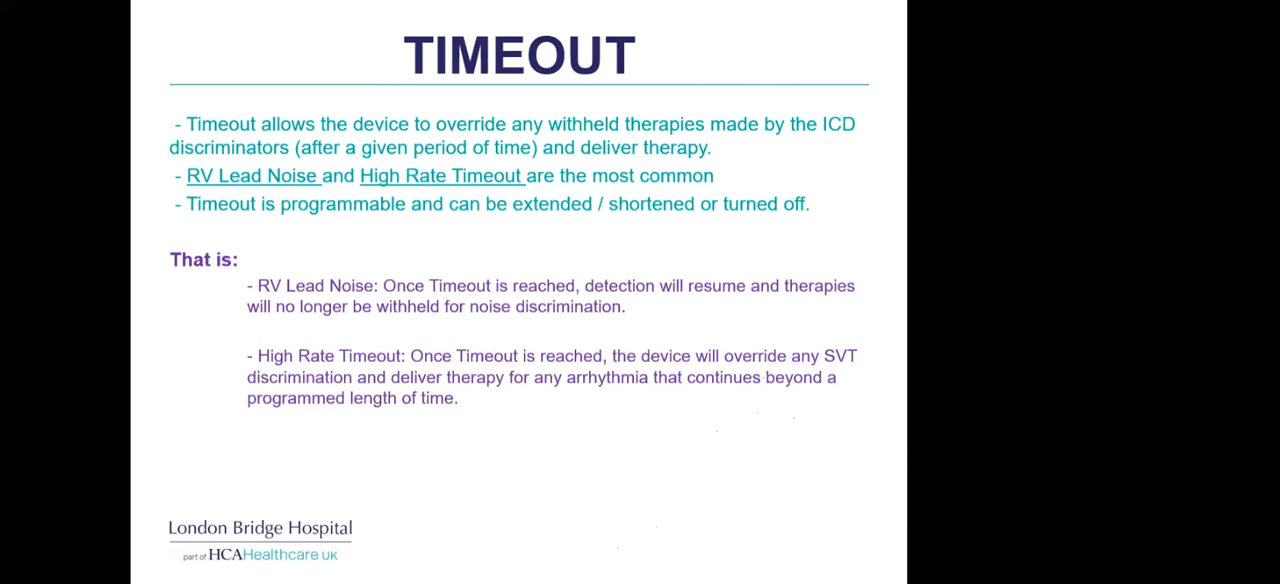 TIMEOUT
- Timeout allows the device to override any withheld therapies made by the ICD
discriminators (after a given period of time) and deliver therapy.
- RV Lead Noise and High Rate Timeout are the most common
- Timeout is programmable and can be extended / shortened or turned off.
That is:
- RV Lead Noise: Once Timeout is reached, detection will resume and therapies
will no longer be withheld for noise discrimination.
- High Rate Timeout: Once Timeout is reached, the device will override any SVT
discrimination and deliver therapy for any arrhythmia that continues beyond a
programmed length of time.
London Bridge Hospital
part of HCAHealthcare UK